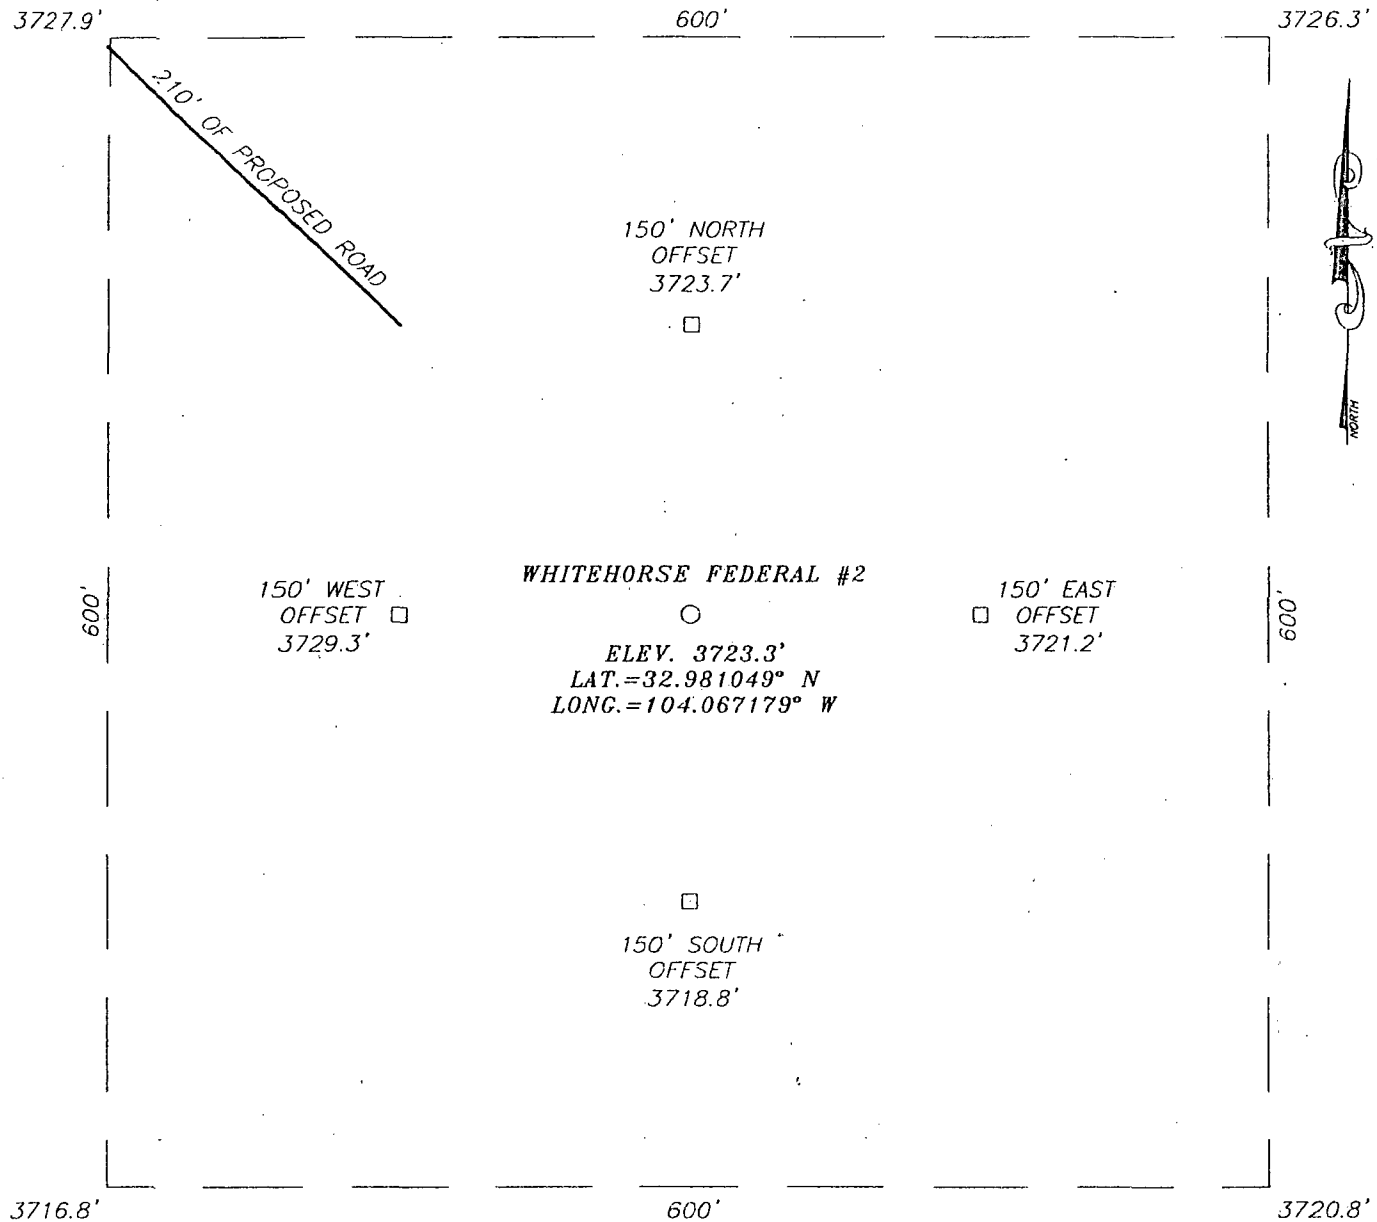 3727.9'
600'
3726.3'
210' OF PROPOSED ROAD
150' NORTH
OFFSET
3723.7'
NORTH
600'
150' WEST
OFFSET
3729.3'
WHITEHORSE FEDERAL #2
ELEV. 3723.3'
LAT.=32.981049° N
LONG.=104.067179° W
150' EAST
OFFSET
3721.2'
600'
150' SOUTH
OFFSET
3718.8'
3716.8'
600'
3720.8'